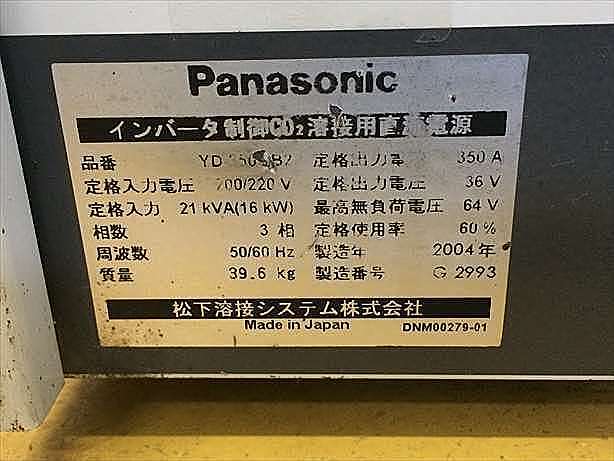 Panasonic
インバータ制御CO₂溶接用直流電源
品番 定格出力電流 350 A
定格入力電圧 200/220 V 定格出力電圧 36 V
定格入力 21 kVA(16 kW) 最高無負荷電圧 64 V
相数 3 相 定格使用率 60 %
周波数 50/60 Hz 製造年 2004 年
質量 39.6 kg 製造番号 G 2993
松下溶接システム株式会社
Made in Japan DNM00279-01